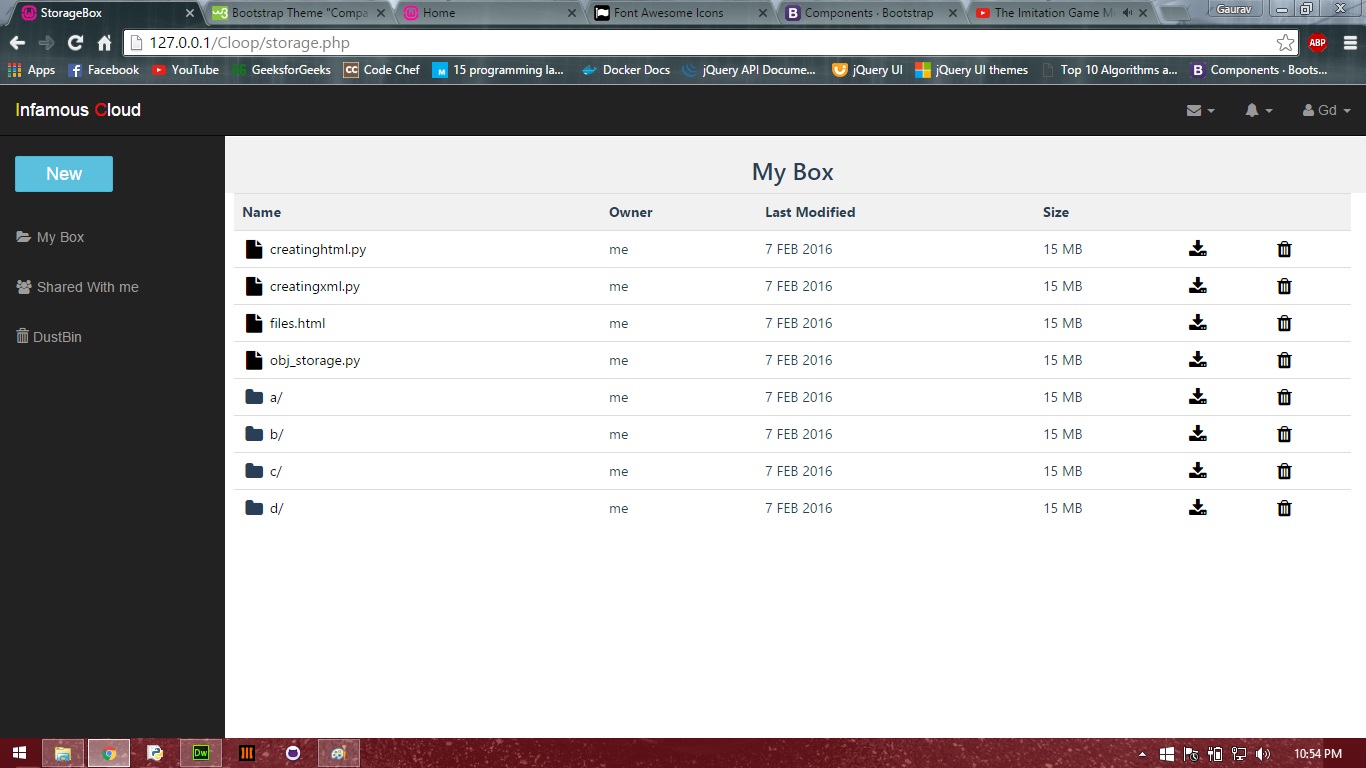 StorageBox
Bootstrap Theme "Compa
Home
Font Awesome Icons
Components · Bootstrap
The Imitation Game M
Gaurav
127.0.0.1/Cloop/storage.php
ABP
Apps
Facebook
YouTube
GeeksforGeeks
CC Code Chef
15 programming la...
Docker Docs
jQuery API Docume...
jQuery UI
jQuery UI themes
Top 10 Algorithms a...
B Components · Boots...
Infamous Cloud
Gd
New
My Box
Shared With me
DustBin
My Box
Name Owner Last Modified Size
creatinghtml.py me 7 FEB 2016 15 MB
creatingxml.py me 7 FEB 2016 15 MB
files.html me 7 FEB 2016 15 MB
obj_storage.py me 7 FEB 2016 15 MB
a/ me 7 FEB 2016 15 MB
b/ me 7 FEB 2016 15 MB
c/ me 7 FEB 2016 15 MB
d/ me 7 FEB 2016 15 MB
Dw
10:54 PM